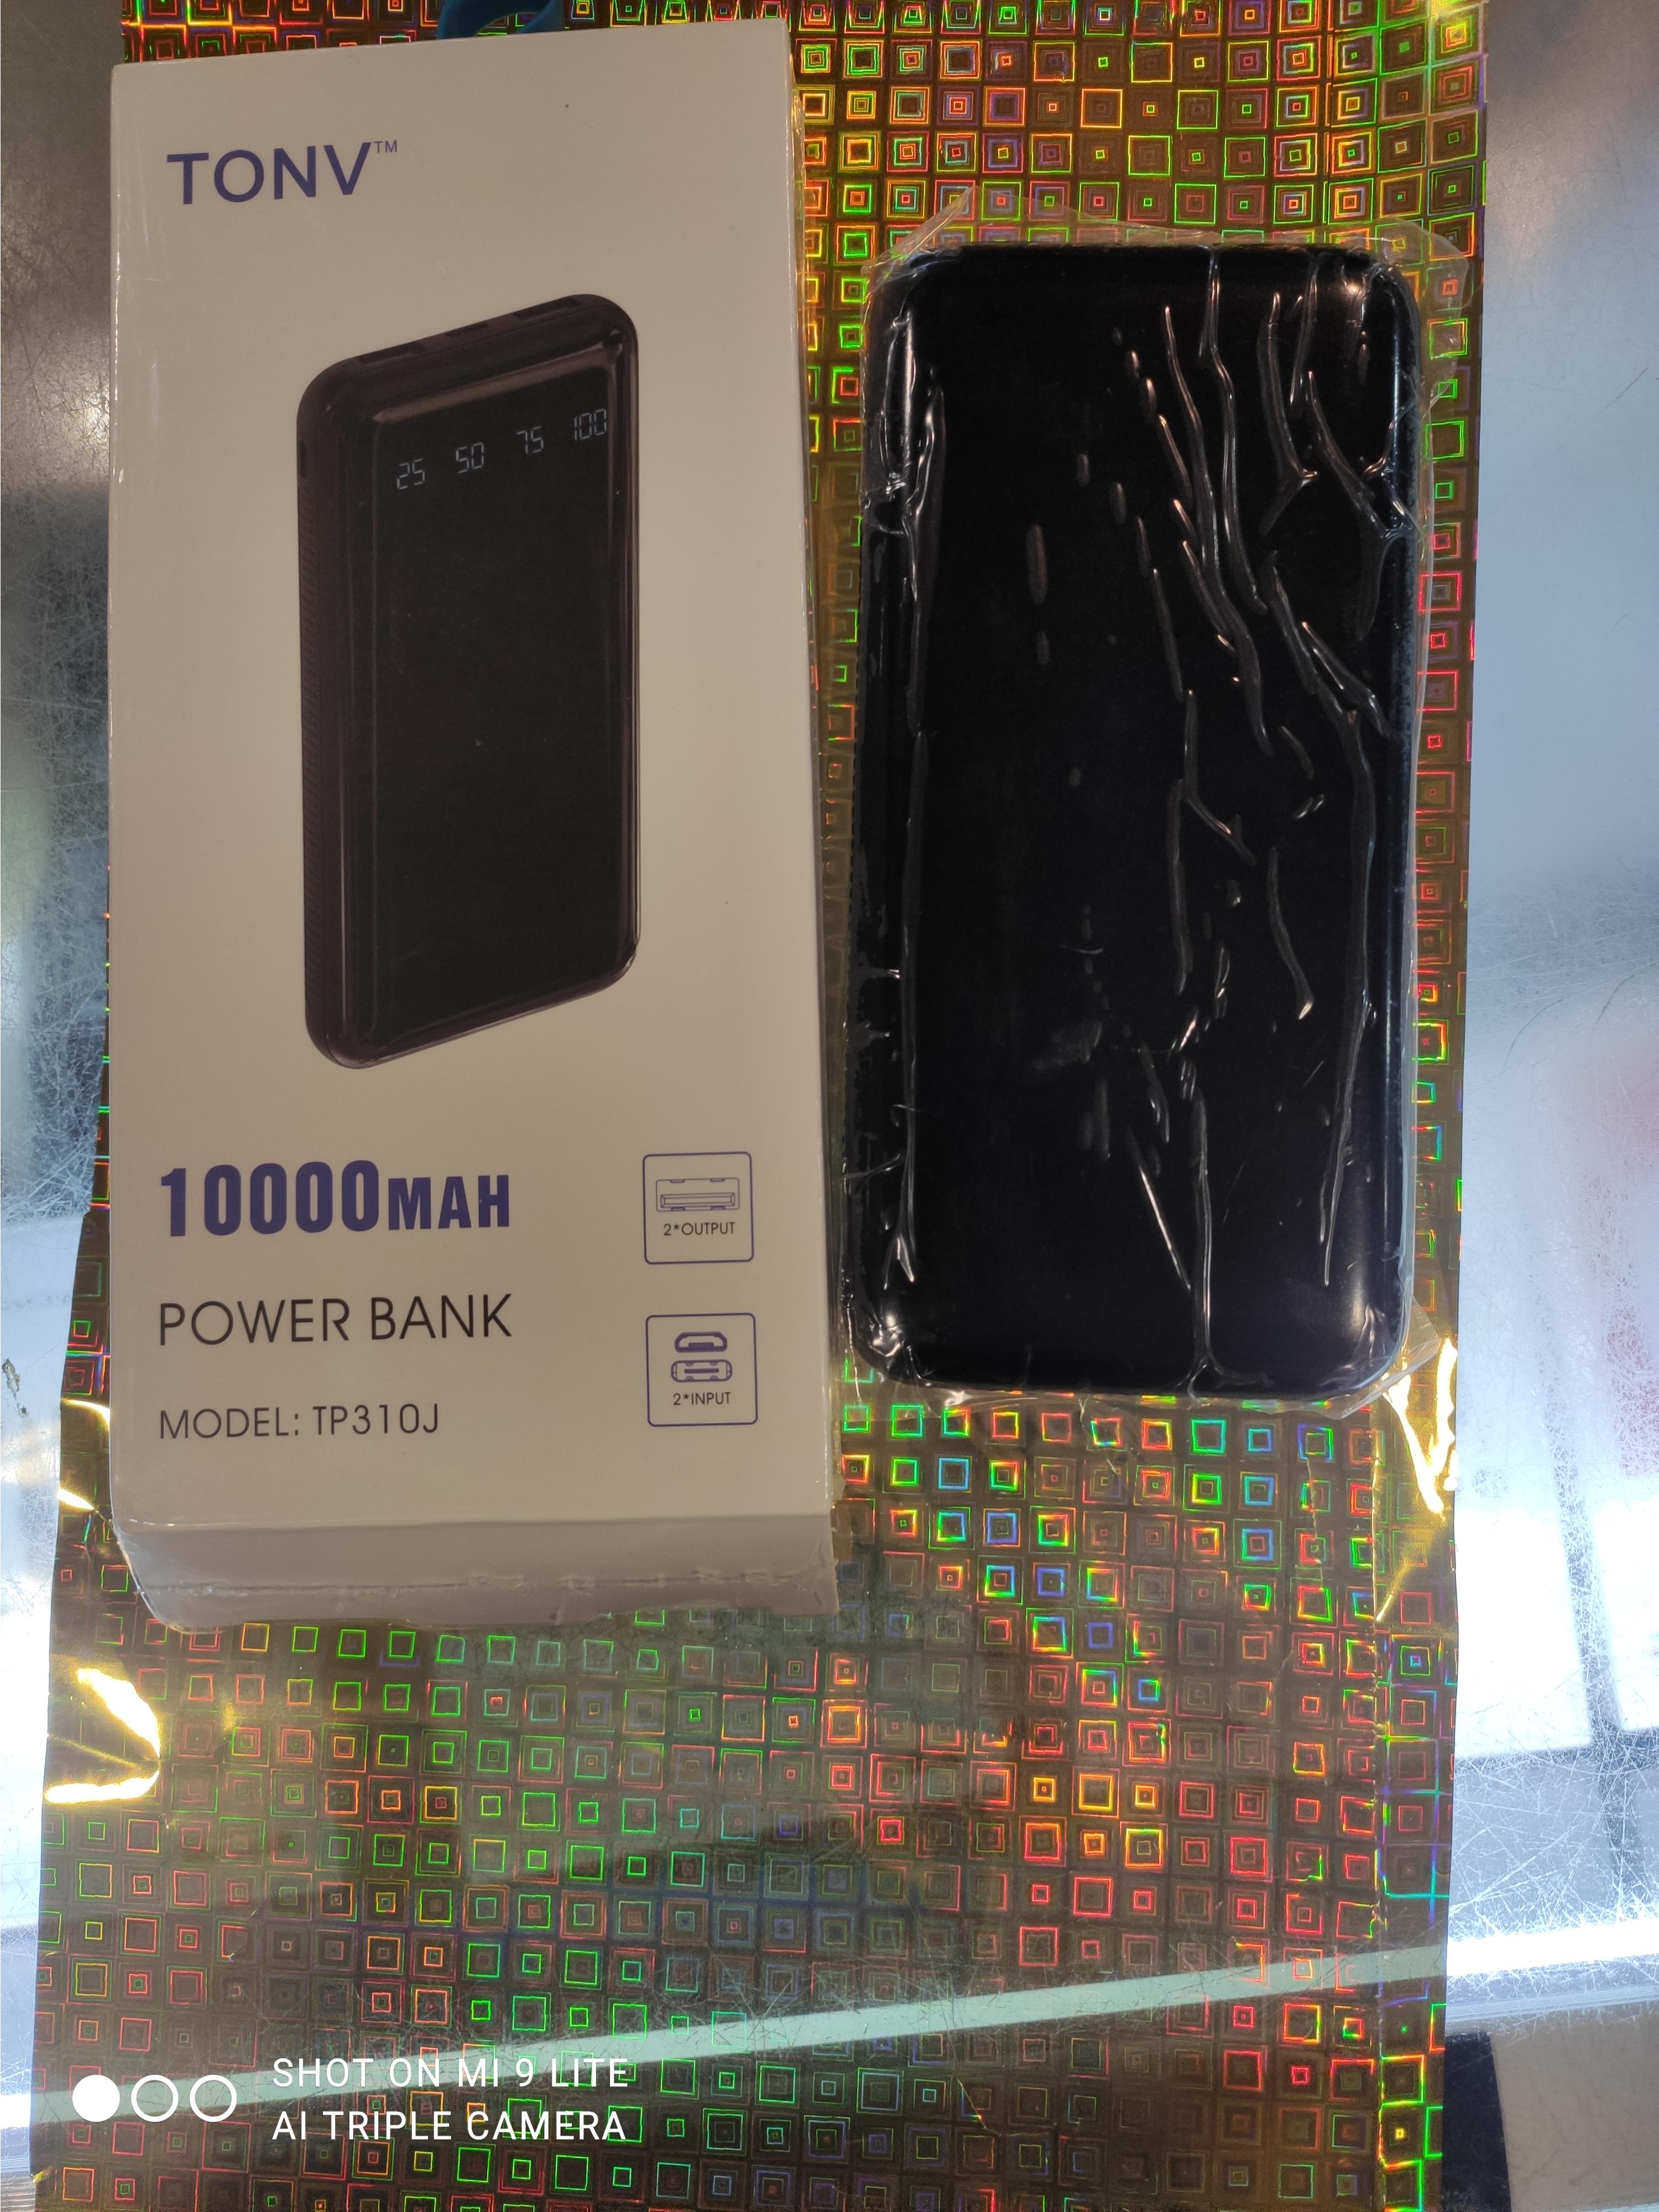 TONV™
25 50 75 100
10000MAH
2*OUTPUT
POWER BANK
2*INPUT
MODEL: TP310J
SHOT ON MI 9 LITE
AI TRIPLE CAMERA